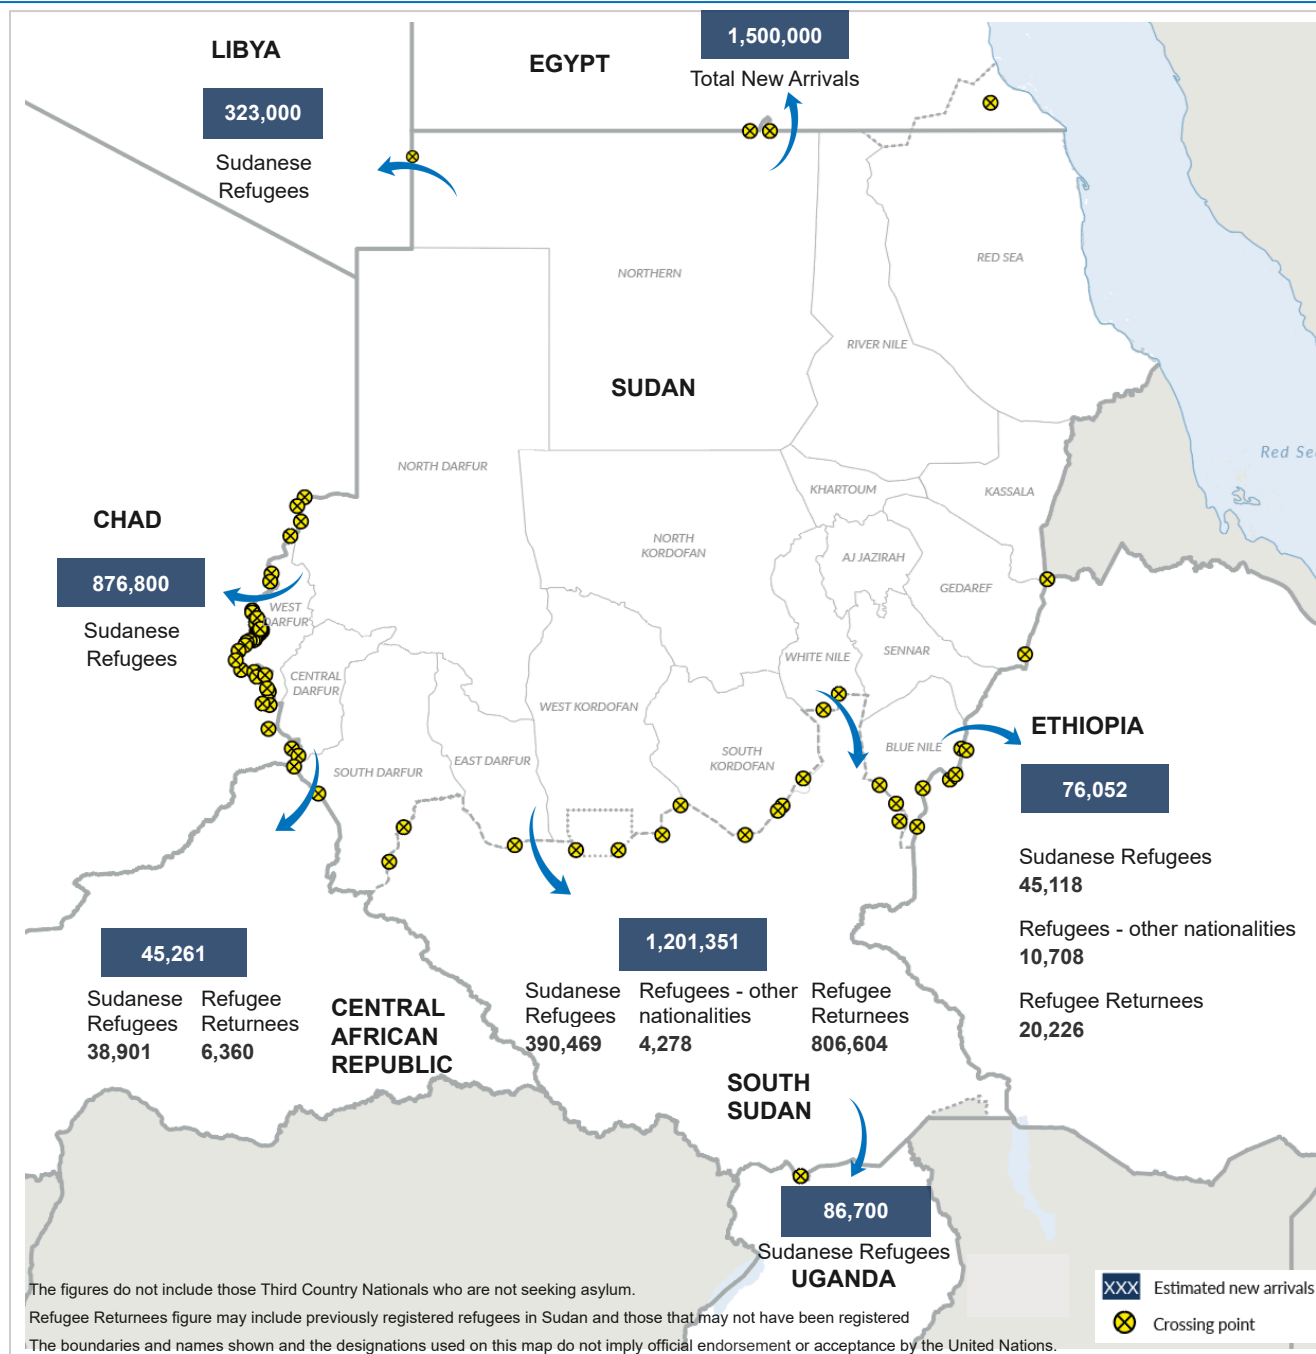 LIBYA
323,000
Sudanese
Refugees
EGYPT
1,500,000
Total New Arrivals
NORTHERN
RED SEA
RIVER NILE
SUDAN
Red Se
NORTH DARFUR
KHARTOUM
KASSALA
CHAD
876,800
Sudanese
Refugees
NORTH
KORDOFAN
AJ JAZIRAH
GEDAREF
WEST
DARFUR
CENTRAL
DARFUR
WHITE NILE
SENNAR
WEST KORDOFAN
SOUTH
KORDOFAN
BLUE NILE
EAST DARFUR
SOUTH DARFUR
ETHIOPIA
76,052
Sudanese Refugees
45,118
Refugees - other nationalities
10,708
Refugee Returnees
20,226
45,261
Sudanese Refugee
Refugees Returnees
38,901 6,360
CENTRAL
AFRICAN
REPUBLIC
1,201,351
Sudanese Refugees - other Refugee
Refugees nationalities Returnees
390,469 4,278 806,604
SOUTH
SUDAN
86,700
Sudanese Refugees
UGANDA
The figures do not include those Third Country Nationals who are not seeking asylum.
Refugee Returnees figure may include previously registered refugees in Sudan and those that may not have been registered
The boundaries and names shown and the designations used on this map do not imply official endorsement or acceptance by the United Nations.
XXX Estimated new arrivals
Crossing point